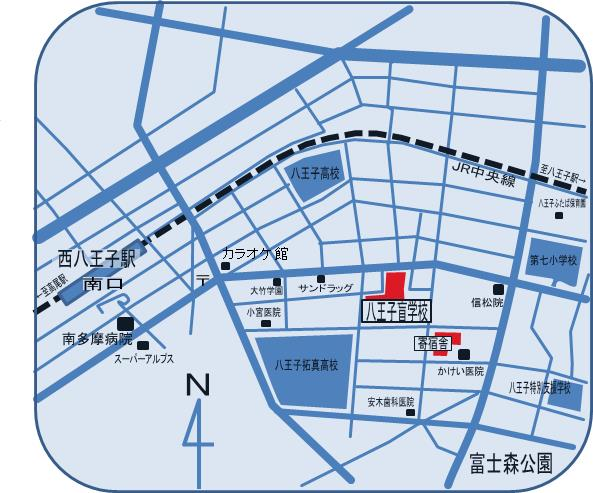 八王子高校
JR中央線
至八王子駅→
八王子ふたば保育園
第七小学校
西八王子駅
南口
←至高尾駅
カラオケ館
〒
大竹学園
サンドラッグ
小宮医院
八王子盲学校
信松院
南多摩病院
スーパーアルプス
寄宿舎
かけい医院
八王子拓真高校
八王子特別支援学校
安木歯科医院
N
富士森公園